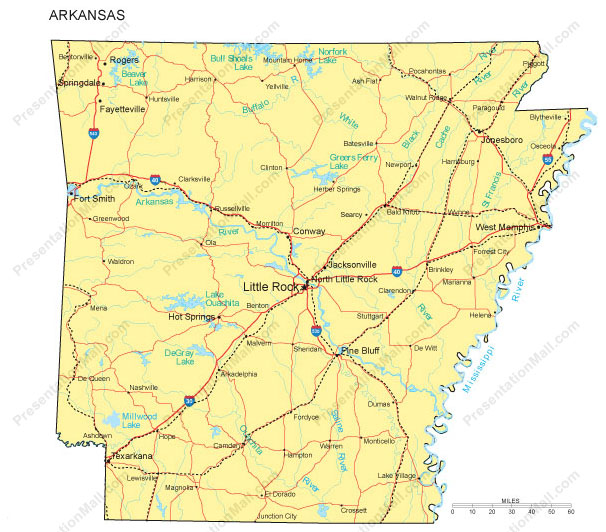 ARKANSAS
Bentonville
Rogers
Bull Shoals
Lake
Norfork
Lake
Mountain Home
Beaver
Lake
Springdale
Harrison
Yellville
Ash Flat
Pocahontas
River
Piggott
Fayetteville
Huntsville
Buffalo
R.
Walnut Ridge
Paragould
River
River
White
Black
Cache
Blytheville
540
Jonesboro
Osceola
Batesville
Greers Ferry
Lake
Newport
Harrisburg
55
Clinton
Clarksville
40
Ozark
Heber Springs
St Francis
Fort Smith
Arkansas
River
Russellville
Morrilton
Searcy
Bald Knob
Wynne
Greenwood
Conway
West Memphis
Ola
Waldron
Jacksonville
Forrest City
North Little Rock
40
Brinkley
Marianna
Little Rock
Lake
Ouachita
Benton
Clarendon
River
Mena
Hot Springs
Stuttgart
River
Helena
530
Malvern
Sheridan
Pine Bluff
De Witt
DeGray
Lake
Mississippi
Arkadelphia
De Queen
Nashville
30
Dumas
Millwood
Lake
Fordyce
Saline
River
Ashdown
Hope
Camden
Ouachita
Warren
Monticello
Texarkana
Hampton
Lewisville
Magnolia
River
El Dorado
Lake Village
Crossett
Junction City
MILES
0 10 20 30 40 50 60
PresentationMall.com